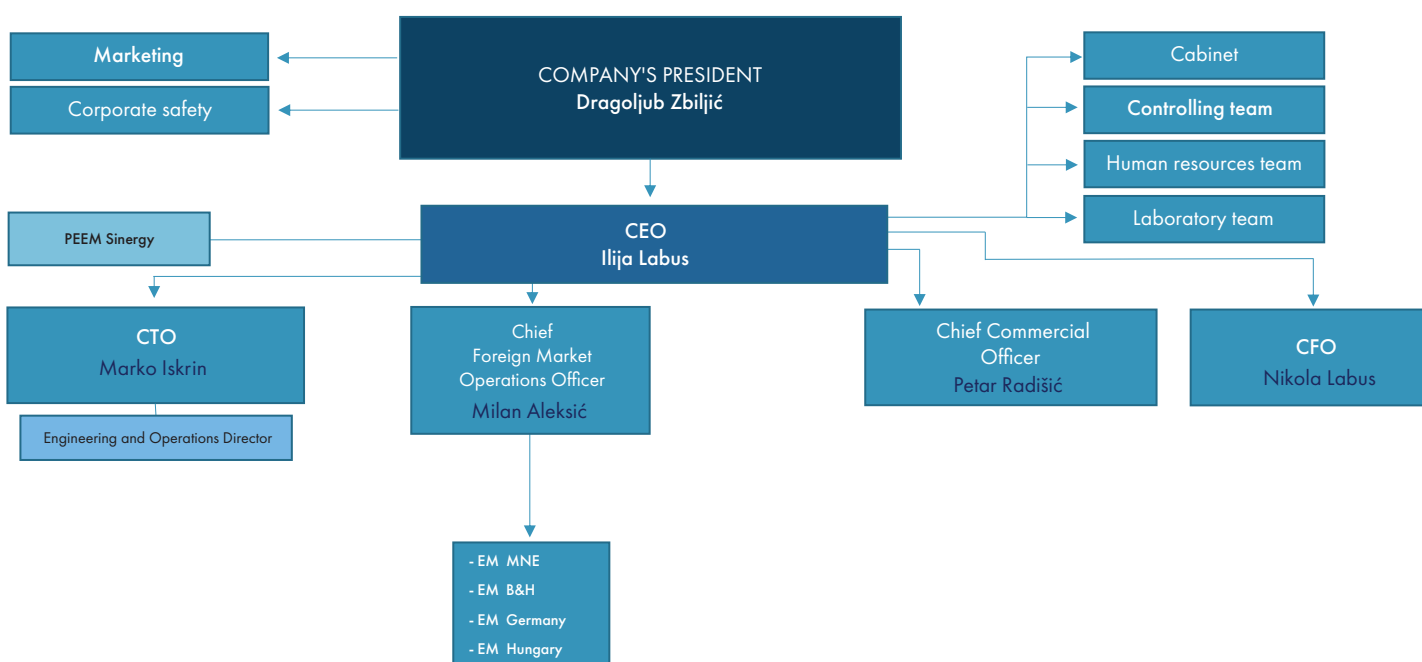 Marketing
Corporate safety
COMPANY'S PRESIDENT
Dragoljub Zbiljić
Cabinet
Controlling team
Human resources team
Laboratory team
PEEM Sinergy
CEO
Ilija Labus
CTO
Marko Iskrin
Engineering and Operations Director
Chief
Foreign Market
Operations Officer
Milan Aleksić
Chief Commercial
Officer
Petar Radišić
CFO
Nikola Labus
- EM MNE
- EM B&H
- EM Germany
- EM Hungary